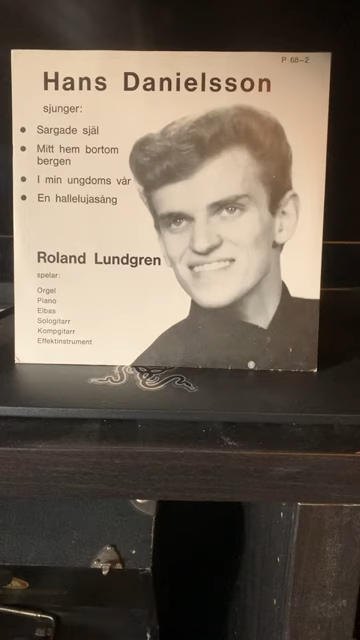 P 68-2
Hans Danielsson
sjunger:
Sargade själ
Mitt hem bortom
bergen
I min ungdoms vår
En hallelujasång
Roland Lundgren
spelar:
Orgel
Piano
Elbas
Sologitarr
Kompgitarr
Effektinstrument